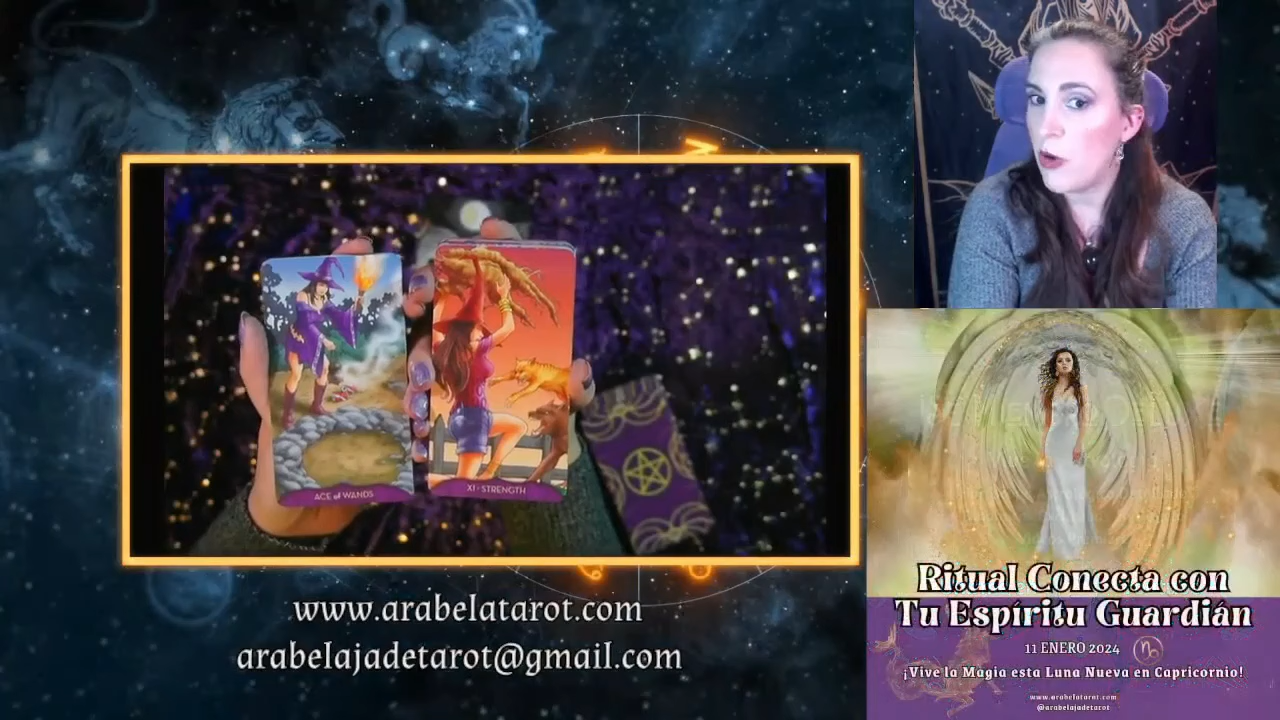 ACE of WANDS
XI - STRENGTH
www.arabelatarot.com
arabelajadetarot@gmail.com
Ritual Conecta con
Tu Espíritu Guardián
11 ENERO 2024
¡Vive la Magia esta Luna Nueva en Capricornio!
www.arabelatarot.com
@arabelajadetarot